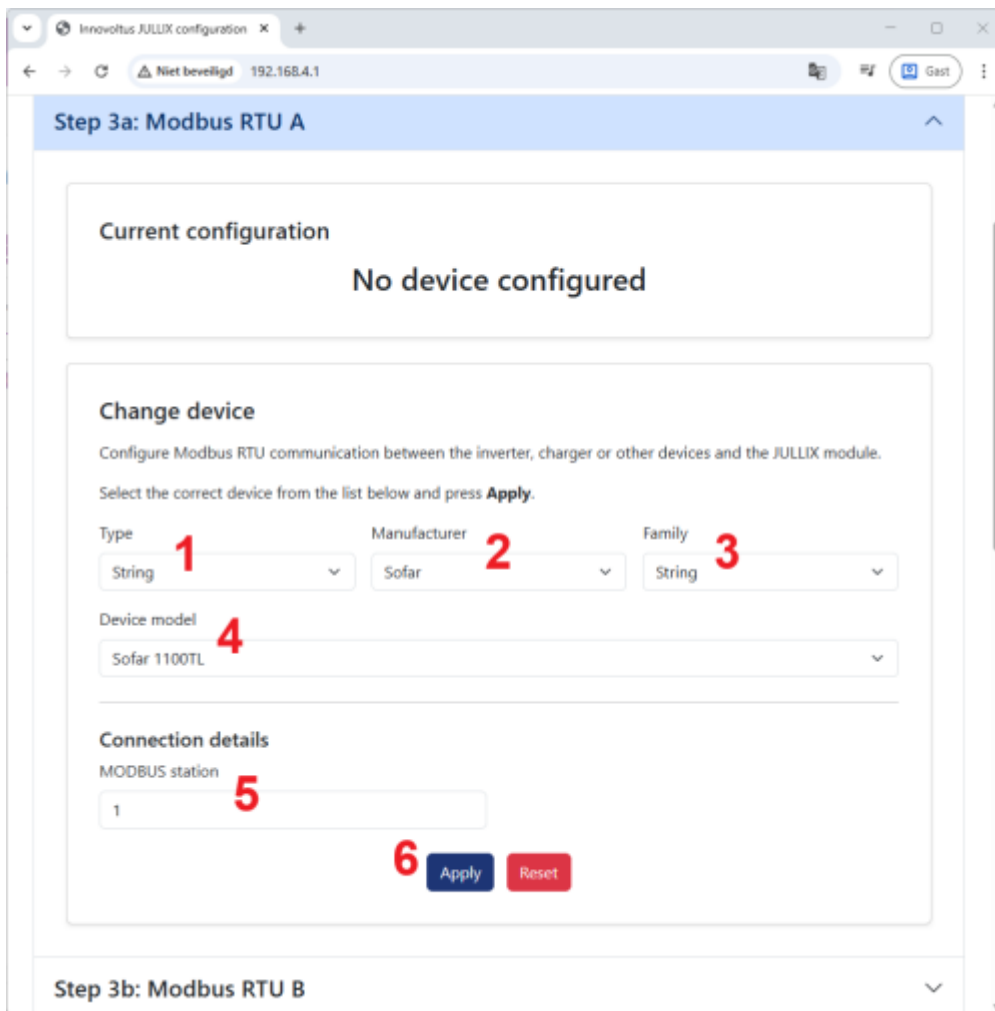 Innovoltus JULLIX configuration
Niet beveiligd 192.168.4.1 Gast
Step 3a: Modbus RTU A
Current configuration
No device configured
Change device
Configure Modbus RTU communication between the inverter, charger or other devices and the JULLIX module.
Select the correct device from the list below and press Apply.
Type Manufacturer Family
1 2 3
String Sofar String
Device model
4
Sofar 1100TL
Connection details
MODBUS station
5
1
6
Apply Reset
Step 3b: Modbus RTU B